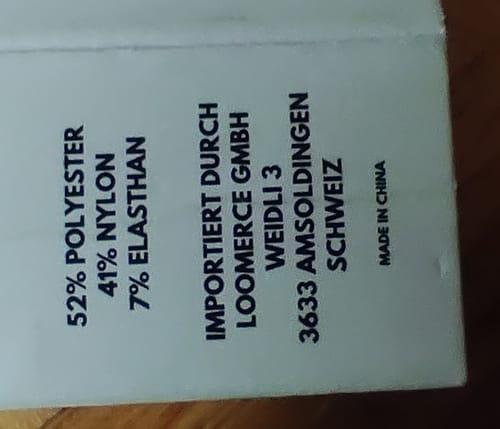 52% POLYESTER
41% NYLON
7% ELASTHAN
IMPORTIERT DURCH
LOOMERCE GMBH
WEIDLI 3
3633 AMSOLDINGEN
SCHWEIZ
MADE IN CHINA